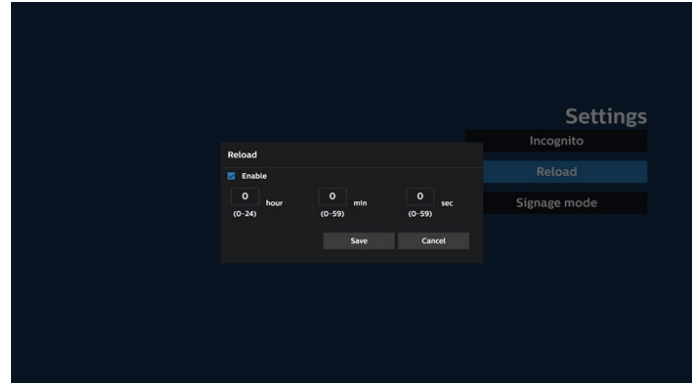 Settings
Incognito
Reload
Signage mode
Reload
Enable
0 hour 0 min 0 sec
(0-24) (0-59) (0-59)
Save Cancel